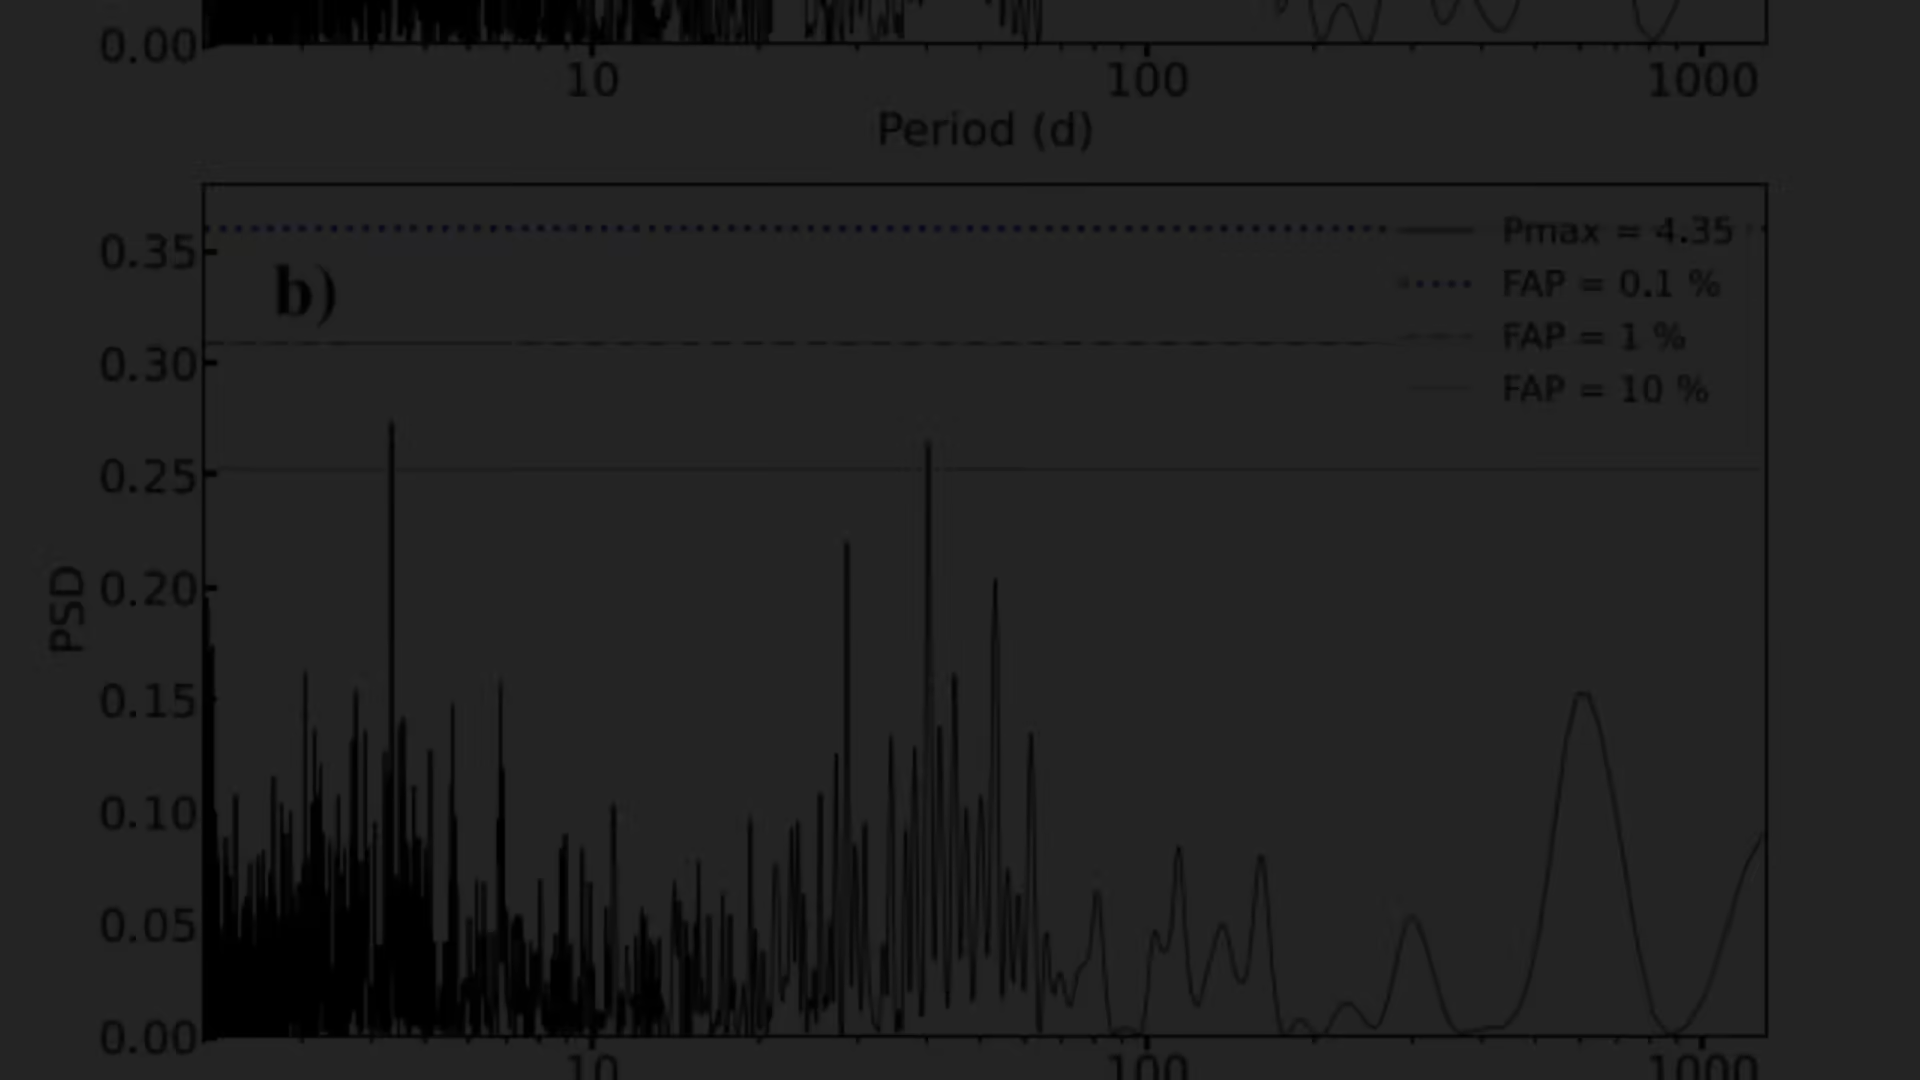 0.00
10 100 1000
Period (d)
0.35
0.30
0.25
0.20
0.15
0.10
0.05
0.00
PSD
b)
Pmax = 4.35
FAP = 0.1 %
FAP = 1 %
FAP = 10 %
10 100 1000